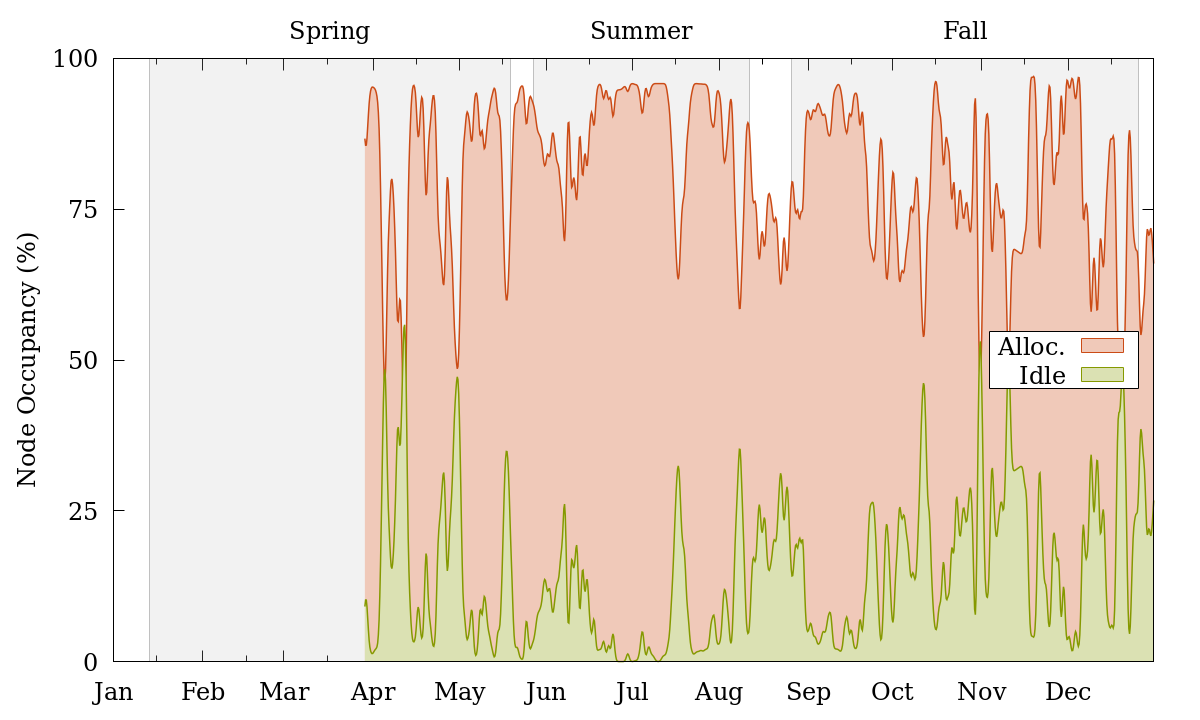 Spring Summer Fall
100
75
50
25
0
Node Occupancy (%)
Alloc.
Idle
Jan Feb Mar Apr May Jun Jul Aug Sep Oct Nov Dec